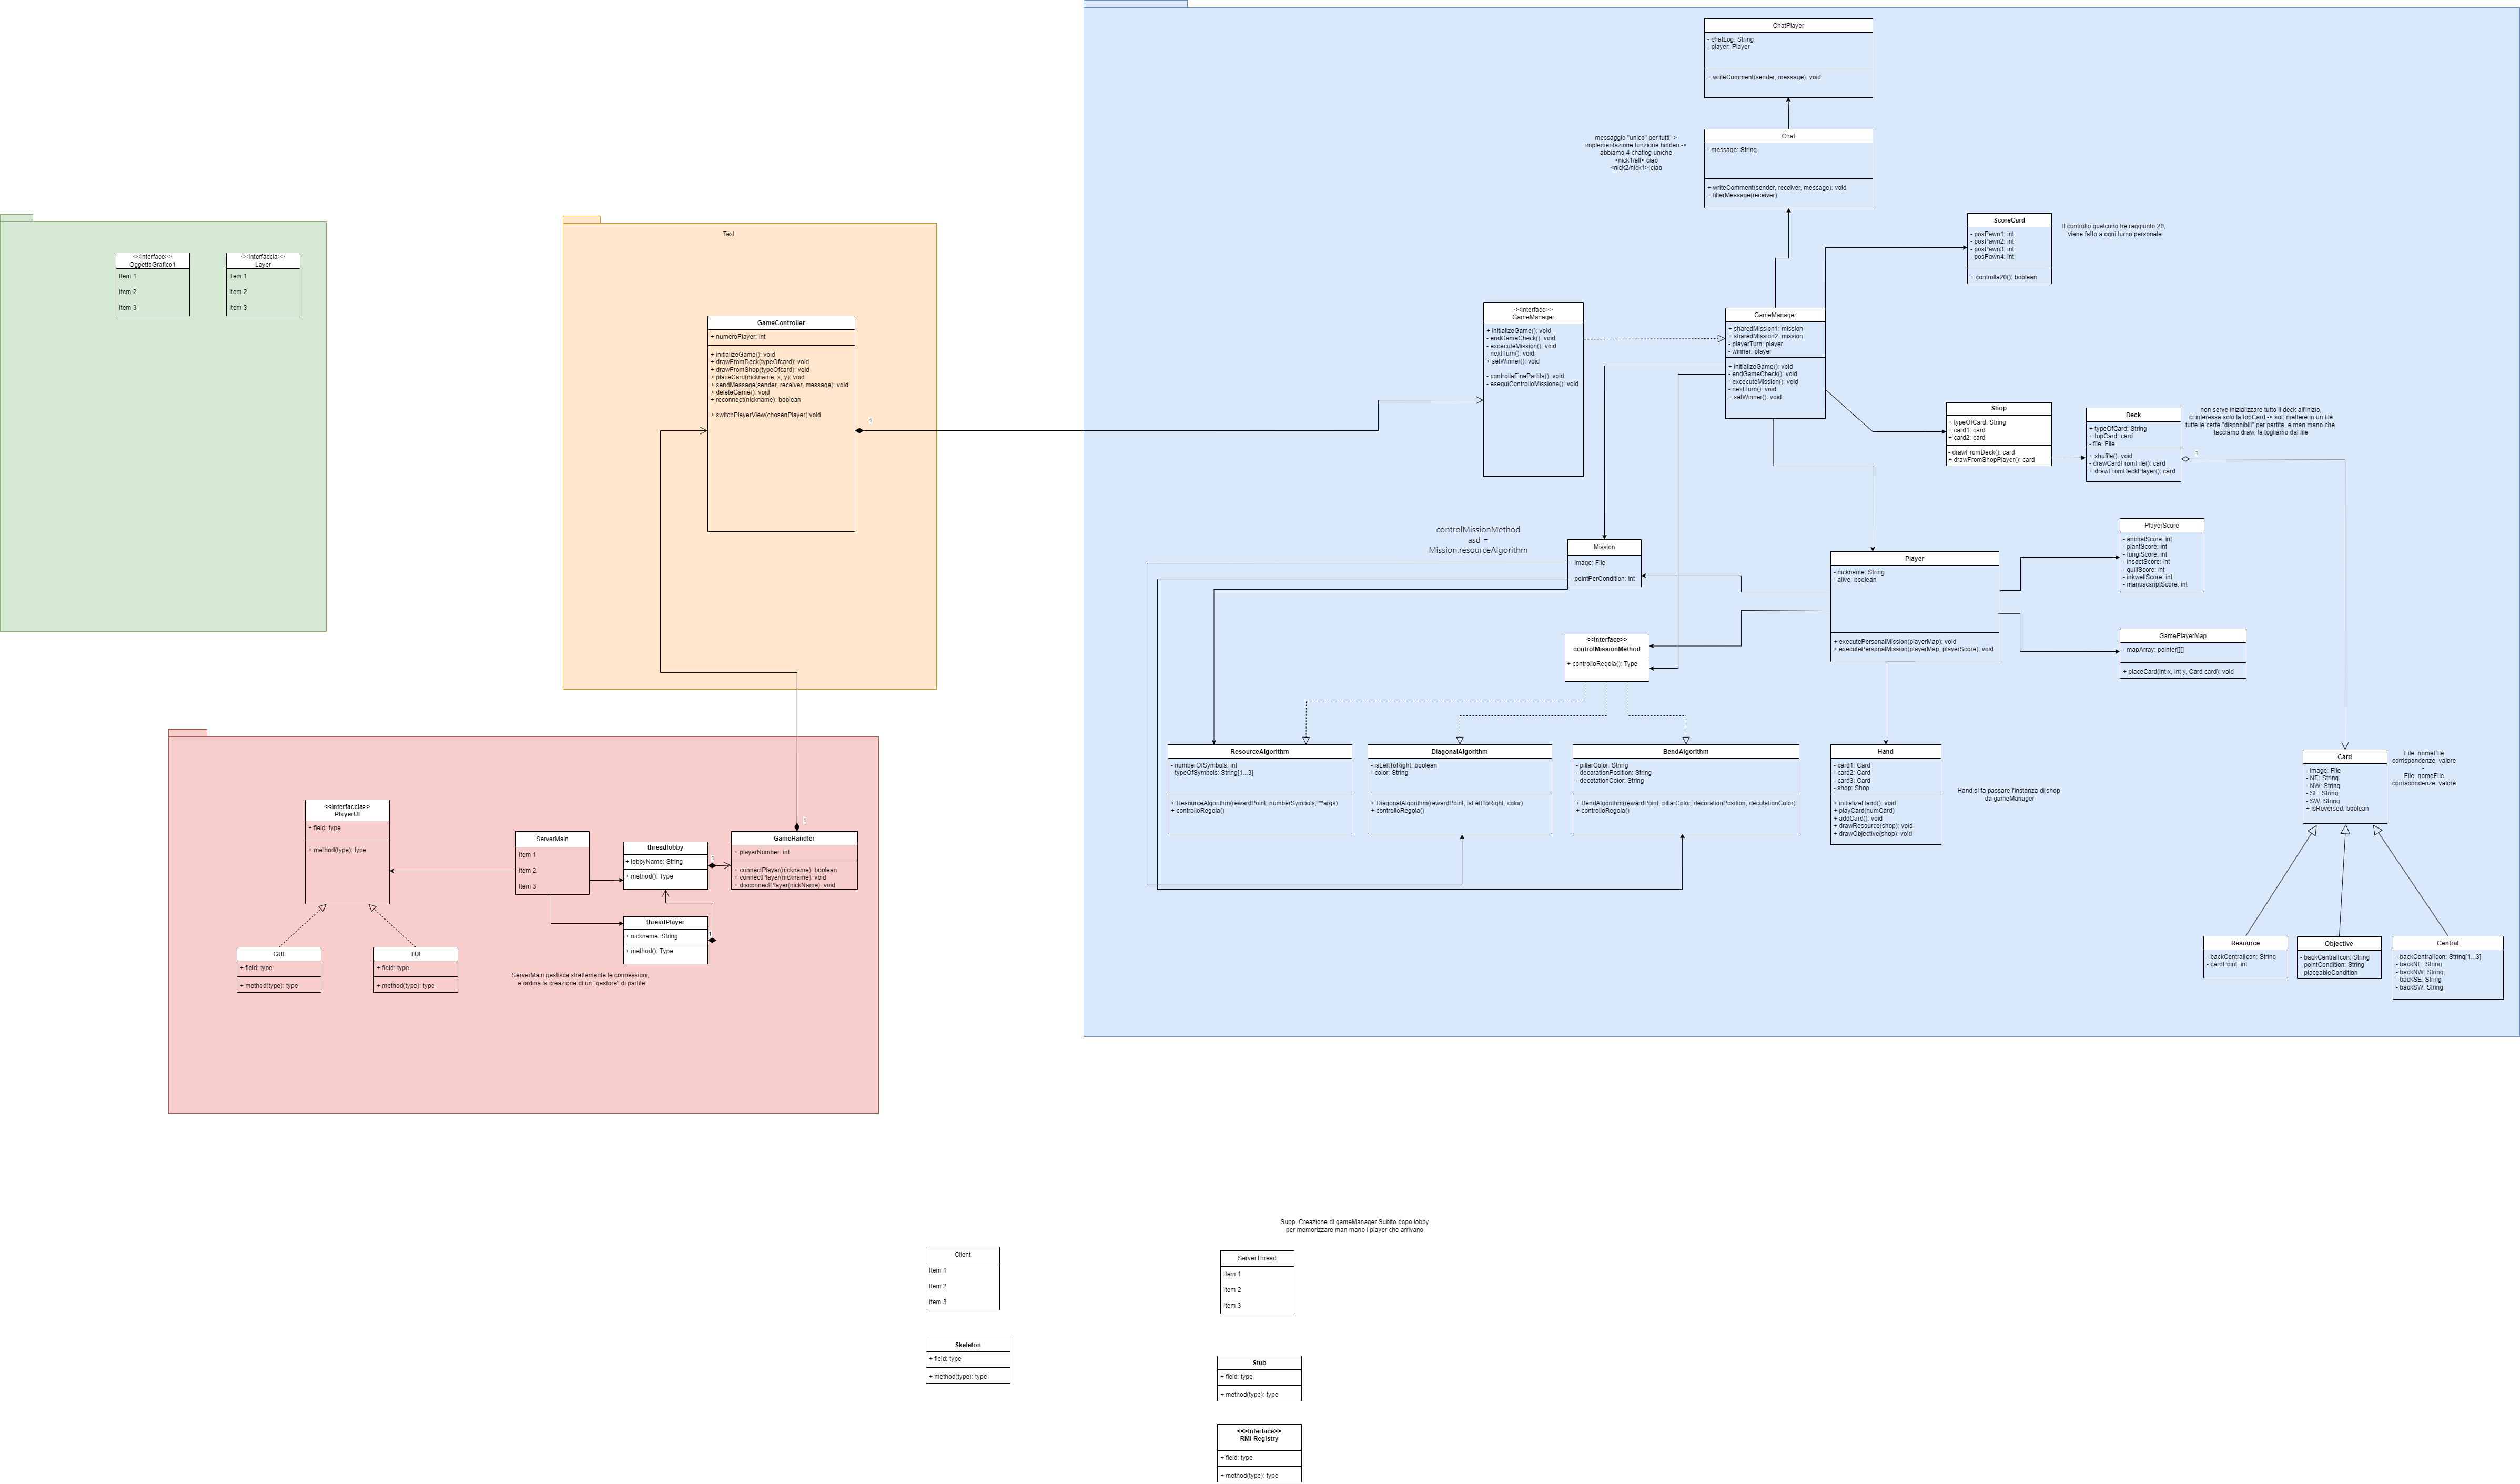 ChatPlayer
- chatLog: String
- player: Player
+ writeComment(sender, message): void
messaggio "unico" per tutti ->
implementazione funzione hidden ->
abbiamo 4 chatlog uniche
<nick1/all> ciao
<nick2/nick1> ciao
Chat
- message: String
+ writeComment(sender, receiver, message): void
+ filterMessage(receiver)
ScoreCard
- posPawn1: int
- posPawn2: int
- posPawn3: int
- posPawn4: int
+ controlla20(): boolean
Il controllo qualcuno ha raggiunto 20,
viene fatto a ogni turno personale
<<Interface>>
OggettoGrafico1
Item 1
Item 2
Item 3
<<Interfaccia>>
Layer
Item 1
Item 2
Item 3
Text
GameController
+ numeroPlayer: int
+ initializeGame(): void
+ drawFromDeck(typeOfcard): void
+ drawFromShop(typeOfcard): void
+ placeCard(nickname, x, y): void
+ sendMessage(sender, receiver, message): void
+ deleteGame(): void
+ reconnect(nickname): boolean
+ switchPlayerView(chosenPlayer):void
1
<<Interface>>
GameManager
+ initializeGame(): void
- endGameCheck(): void
- excecuteMission(): void
- nextTurn(): void
+ setWinner(): void
- controllaFinePartita(): void
- eseguiControlloMissione(): void
GameManager
+ sharedMission1: mission
+ sharedMission2: mission
- playerTurn: player
- winner: player
+ initializeGame(): void
- endGameCheck(): void
- excecuteMission(): void
- nextTurn(): void
+ setWinner(): void
Shop
+ typeOfCard: String
+ card1: card
+ card2: card
- drawFromDeck(): card
+ drawFromShopPlayer(): card
Deck
+ typeOfCard: String
+ topCard: card
- file: File
+ shuffle(): void
- drawCardFromFile(): card
+ drawFromDeckPlayer(): card
1
non serve inizializzare tutto il deck all'inizio,
ci interessa solo la topCard -> sol: mettere in un file
tutte le carte "disponibili" per partita, e man mano che
facciamo draw, la togliamo dal file
controlMissionMethod
asd =
Mission.resourceAlgorithm
Mission
- image: File
- pointPerCondition: int
Player
- nickname: String
- alive: boolean
+ executePersonalMission(playerMap): void
+ executePersonalMission(playerMap, playerScore): void
PlayerScore
- animalScore: int
- plantScore: int
- fungiScore: int
- insectScore: int
- quillScore: int
- inkwellScore: int
- manuscsriptScore: int
<<Interface>>
controlMissionMethod
+ controlloRegola(): Type
GamePlayerMap
- mapArray: pointer[][]
+ placeCard(int x, int y, Card card): void
ResourceAlgorithm
- numberOfSymbols: int
- typeOfSymbols: String[1...3]
+ ResourceAlgorithm(rewardPoint, numberSymbols, **args)
+ controlloRegola()
DiagonalAlgorithm
- isLeftToRight: boolean
- color: String
+ DiagonalAlgorithm(rewardPoint, isLeftToRight, color)
+ controlloRegola()
BendAlgorithm
- pillarColor: String
- decorationPosition: String
- decotationColor: String
+ BendAlgorithm(rewardPoint, pillarColor, decorationPosition, decotationColor)
+ controlloRegola()
Hand
- card1: Card
- card2: Card
- card3: Card
- shop: Shop
+ initializeHand(): void
+ playCard(numCard)
+ addCard(): void
+ drawResource(shop): void
+ drawObjective(shop): void
Hand si fa passare l'instanza di shop
da gameManager
Card
- image: File
- NE: String
- NW: String
- SE: String
- SW: String
+ isReversed: boolean
File: nomeFIle
corrispondenze: valore
-
File: nomeFile
corrispondenze: valore
Resource
- backCentralIcon: String
- cardPoint: int
Objective
- backCentralIcon: String
- pointCondition: String
- placeableCondition
Central
- backCentralIcon: String[1...3]
- backNE: String
- backNW: String
- backSE: String
- backSW: String
<<Interfaccia>>
PlayerUI
+ field: type
+ method(type): type
ServerMain
Item 1
Item 2
Item 3
threadlobby
+ lobbyName: String
+ method(): Type
1
1
GameHandler
+ playerNumber: int
+ connectPlayer(nickname): boolean
+ connectPlayer(nickname): void
+ disconnectPlayer(nickName): void
threadPlayer
+ nickname: String
+ method(): Type
1
GUI
+ field: type
+ method(type): type
TUI
+ field: type
+ method(type): type
ServerMain gestisce strettamente le connessioni,
e ordina la creazione di un "gestore" di partite
Supp. Creazione di gameManager Subito dopo lobby
per memorizzare man mano i player che arrivano
Client
Item 1
Item 2
Item 3
ServerThread
Item 1
Item 2
Item 3
Skeleton
+ field: type
+ method(type): type
Stub
+ field: type
+ method(type): type
<<>Interface>>
RMI Registry
+ field: type
+ method(type): type